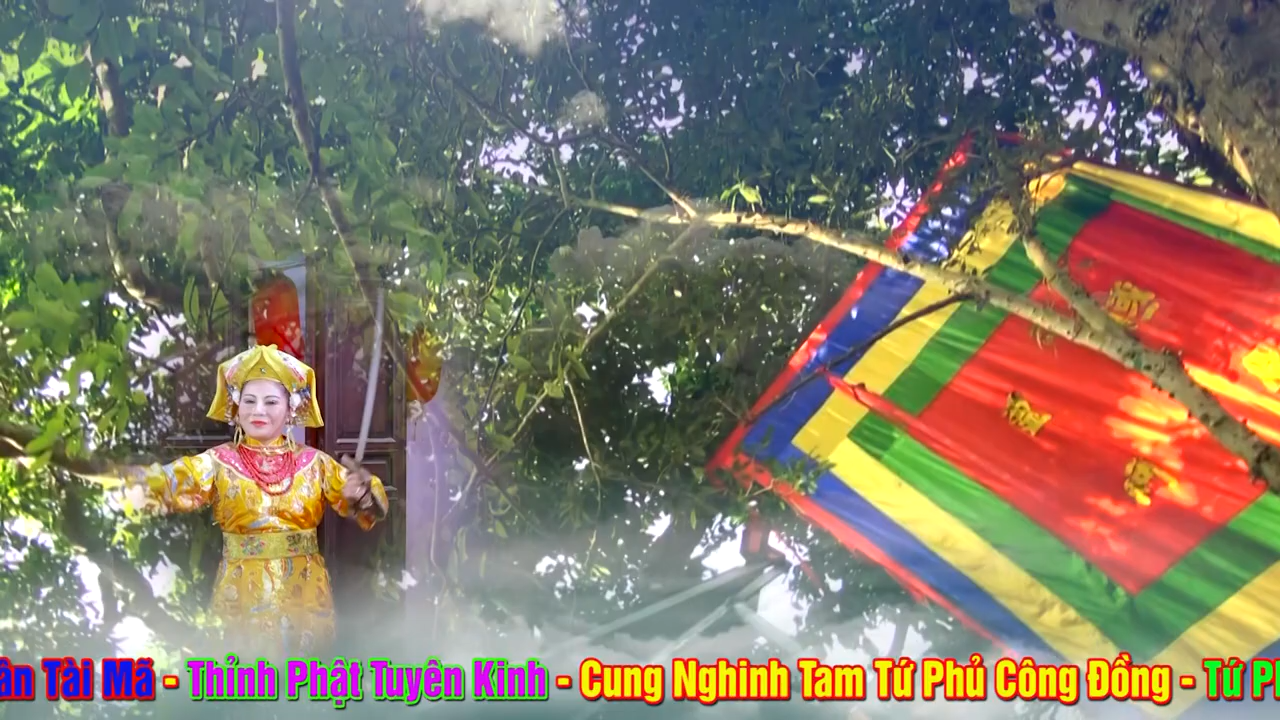 Tài Mã - Thỉnh Phật Tuyên Kinh - Cung Nghinh Tam Tứ Phủ Công Đồng - Tứ